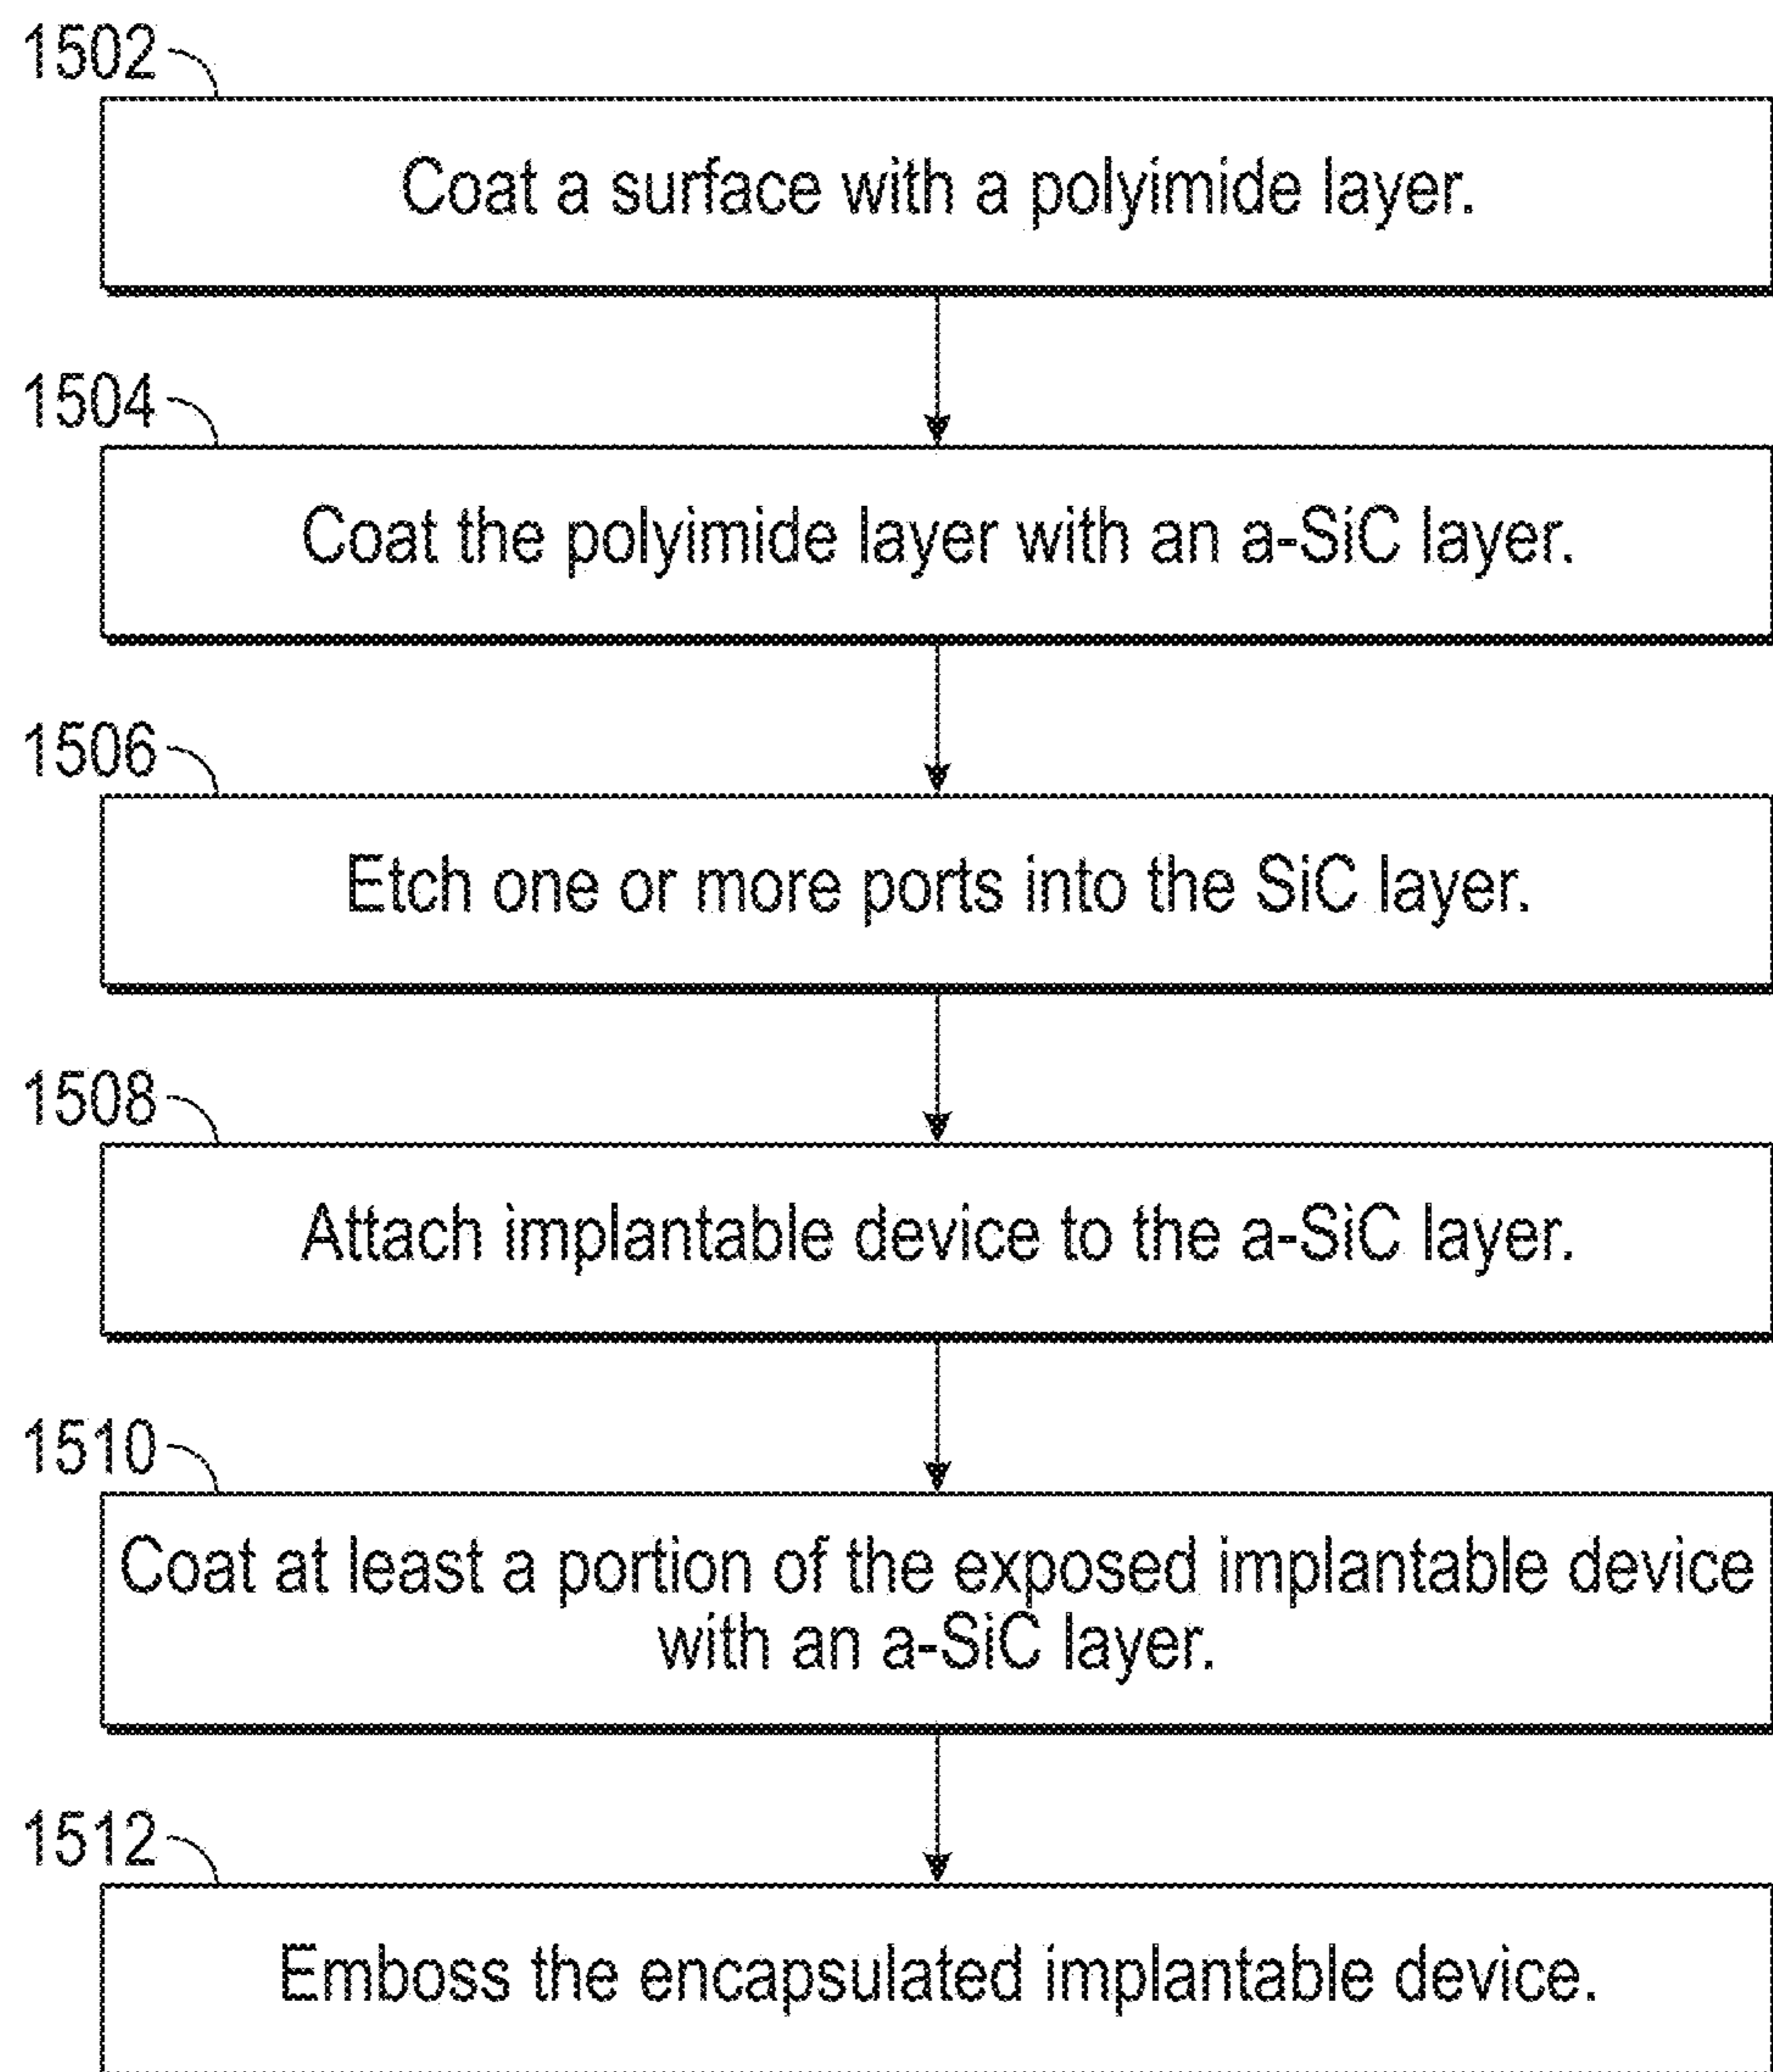 1502
Coat a surface with a polyimide layer.
1504
Coat the polyimide layer with an a-SiC layer.
1506
Etch one or more ports into the SiC layer.
1508
Attach implantable device to the a-SiC layer.
1510
Coat at least a portion of the exposed implantable device
with an a-SiC layer.
1512
Emboss the encapsulated implantable device.